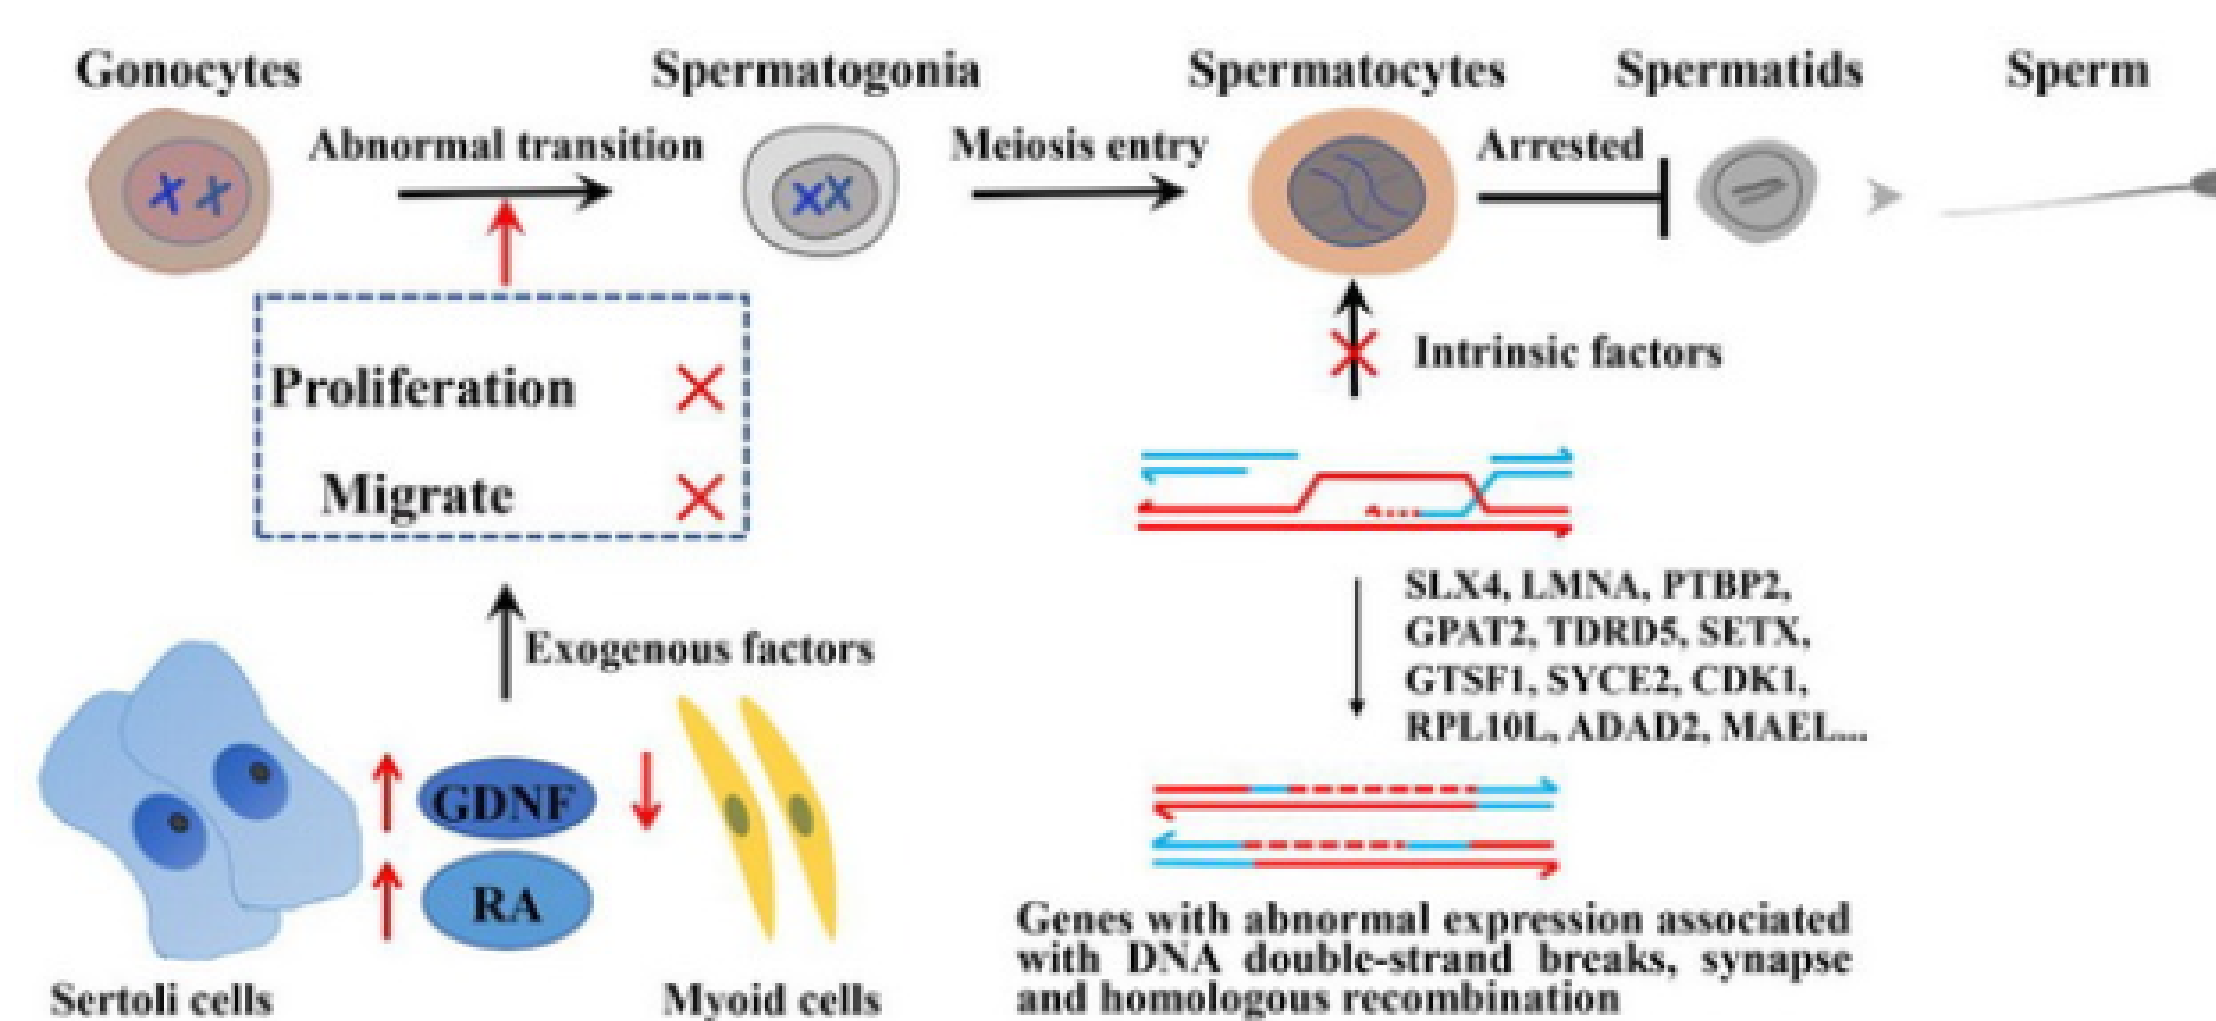 Gonocytes
Spermatogonia
Spermatocytes
Spermatids
Sperm
Abnormal transition
Meiosis entry
Arrested
Proliferation
Migrate
Intrinsic factors
Exogenous factors
SLX4, LMNA, PTBP2,
GPAT2, TDRD5, SETX,
GTSF1, SYCE2, CDK1,
RPL10L, ADAD2, MAEL...
GDNF
RA
Sertoli cells
Myoid cells
Genes with abnormal expression associated
with DNA double-strand breaks, synapse
and homologous recombination